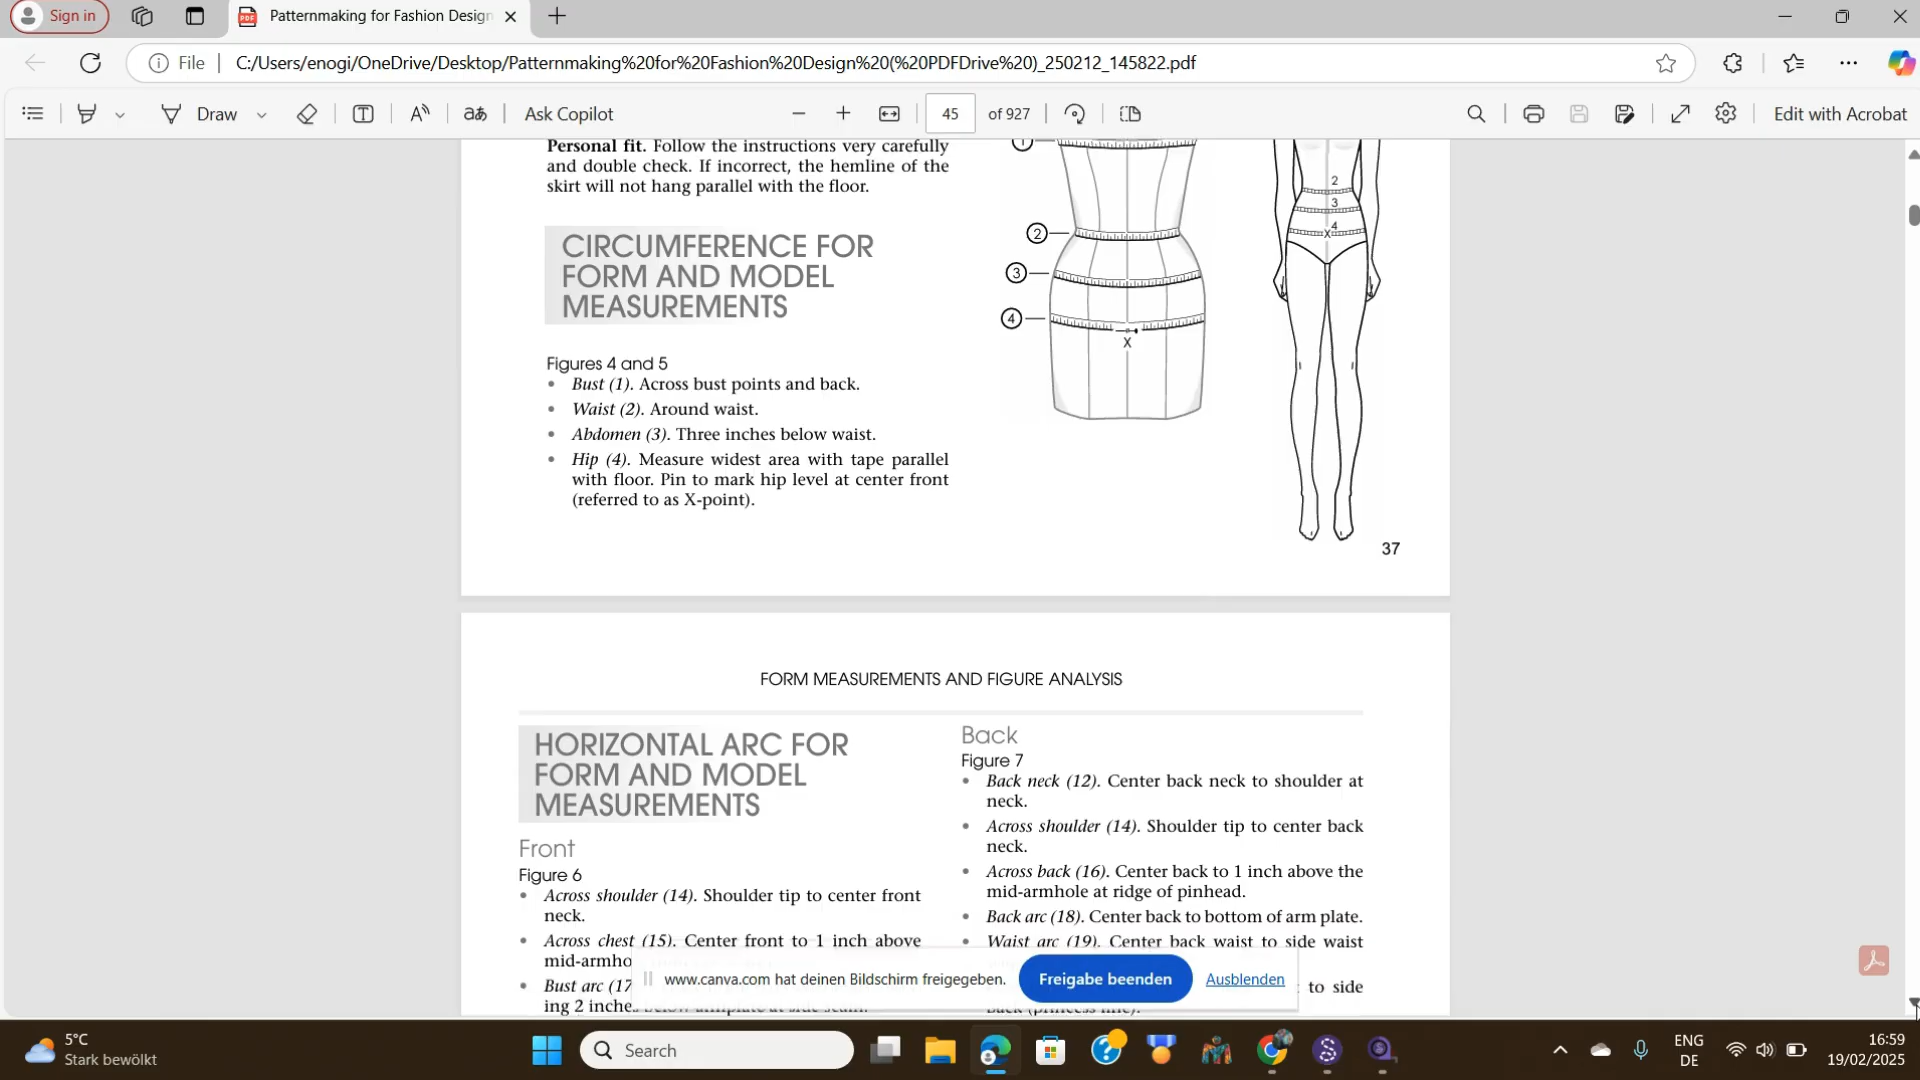 Sign in
Patternmaking for Fashion Desig
File
C:/Users/enogi/OneDrive/Desktop/Patternmaking%20for%20Fashion%20Design%20(%20PDFDrive%20)_250212_145822.pdf
Draw
Ask Copilot
45 of 927
Edit with Acrobat
Personal fit. Follow the instructions very carefully
and double check. If incorrect, the hemline of the
skirt will not hang parallel with the floor.
CIRCUMFERENCE FOR
FORM AND MODEL
MEASUREMENTS
Figures 4 and 5
• Bust (1). Across bust points and back.
• Waist (2). Around waist.
• Abdomen (3). Three inches below waist.
• Hip (4). Measure widest area with tape parallel
with floor. Pin to mark hip level at center front
(referred to as X-point).
1
2
3
4
X
2
3
4
X
37
FORM MEASUREMENTS AND FIGURE ANALYSIS
HORIZONTAL ARC FOR
FORM AND MODEL
MEASUREMENTS
Front
Figure 6
• Across shoulder (14). Shoulder tip to center front
neck.
• Across chest (15). Center front to 1 inch above
mid-armho
• Bust arc (17
ing 2 inches
Back
Figure 7
• Back neck (12). Center back neck to shoulder at
neck.
• Across shoulder (14). Shoulder tip to center back
neck.
• Across back (16). Center back to 1 inch above the
mid-armhole at ridge of pinhead.
• Back arc (18). Center back to bottom of arm plate.
• Waist arc (19). Center back waist to side waist
to side
www.canva.com hat deinen Bildschirm freigegeben.
Freigabe beenden
Ausblenden
5°C
Stark bewölkt
Search
ENG
DE
16:59
19/02/2025